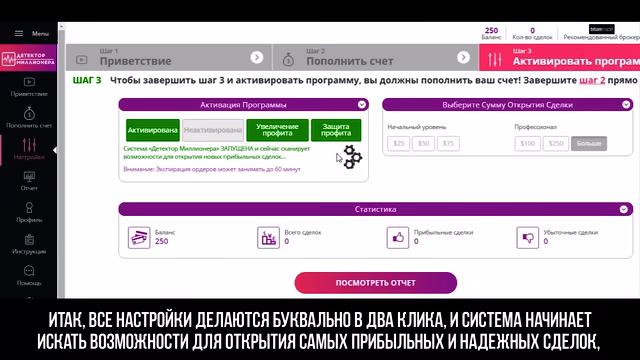 Menu
250
Баланс
0
Кол-во сделок
Рекомендованный брокер
ДЕТЕКТОР
МИЛЛИОНЕРА
Шаг 1
Приветствие
Шаг 2
Пополнить счет
Шаг 3
Активировать програм
ШАГ 3 Чтобы завершить шаг 3 и активировать программу, вы должны пополнить ваш счет! Завершите шаг 2 прямо
Приветствие
Пополнить счет
Настройки
Отчет
Профиль
Инструкция
Помощь
Активация Программы
Активирована
Неактивирована
Увеличение
профита
Защита
профита
Система «Детектор Миллионера» ЗАПУЩЕНА и сейчас сканирует
возможности для открытия новых прибыльных сделок...
Внимание: Экспирация ордеров может занимать до 60 минут
Выберите Сумму Открытия Сделки
Начальный уровень
$25 $50 $75
Профессионал
$100 $250 Больше
Статистика
Баланс
250
Всего сделок
0
Прибыльные сделки
0
Убыточные сделки
0
ПОСМОТРЕТЬ ОТЧЕТ
ИТАК, ВСЕ НАСТРОЙКИ ДЕЛАЮТСЯ БУКВАЛЬНО В ДВА КЛИКА, И СИСТЕМА НАЧИНАЕТ
ИСКАТЬ ВОЗМОЖНОСТИ ДЛЯ ОТКРЫТИЯ САМЫХ ПРИБЫЛЬНЫХ И НАДЕЖНЫХ СДЕЛОК,